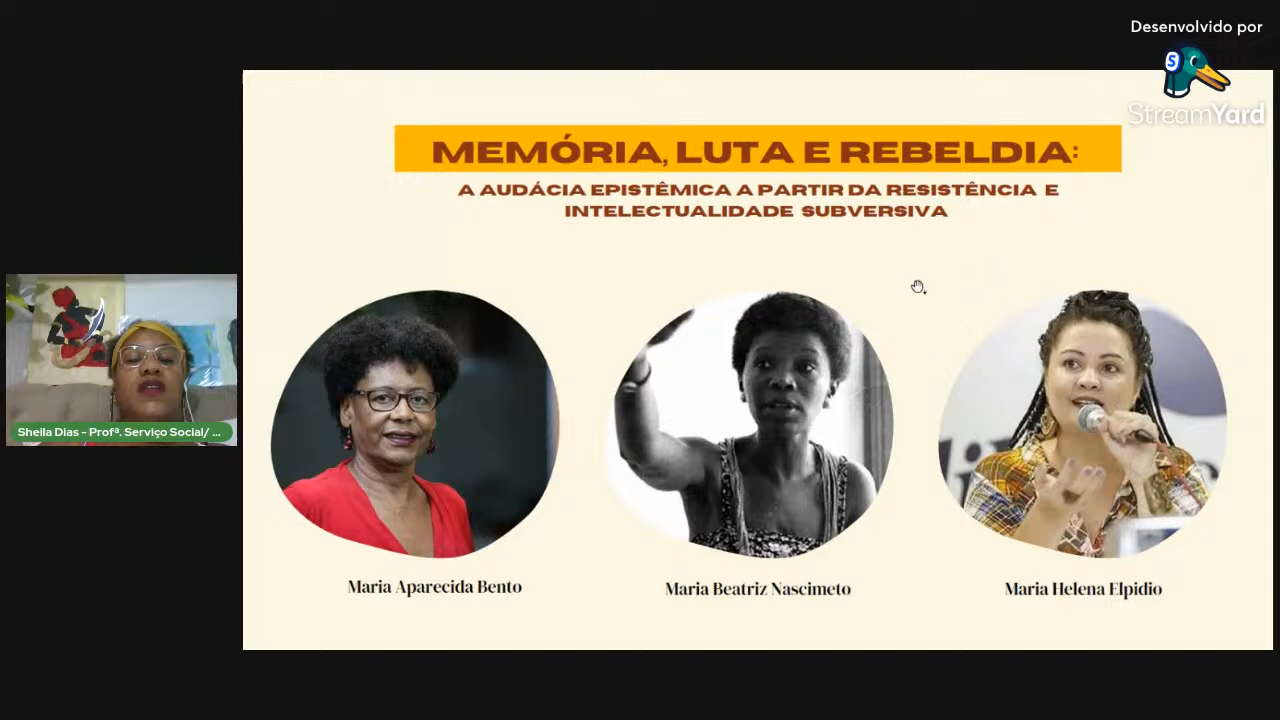 Desenvolvido por
S
StreamYard
MEMÓRIA, LUTA E REBELDIA:
A AUDÁCIA EPISTÊMICA A PARTIR DA RESISTÊNCIA E
INTELECTUALIDADE SUBVERSIVA
Sheila Dias - Profª. Serviço Social/ ...
Maria Aparecida Bento
Maria Beatriz Nascimeto
Maria Helena Elpidio